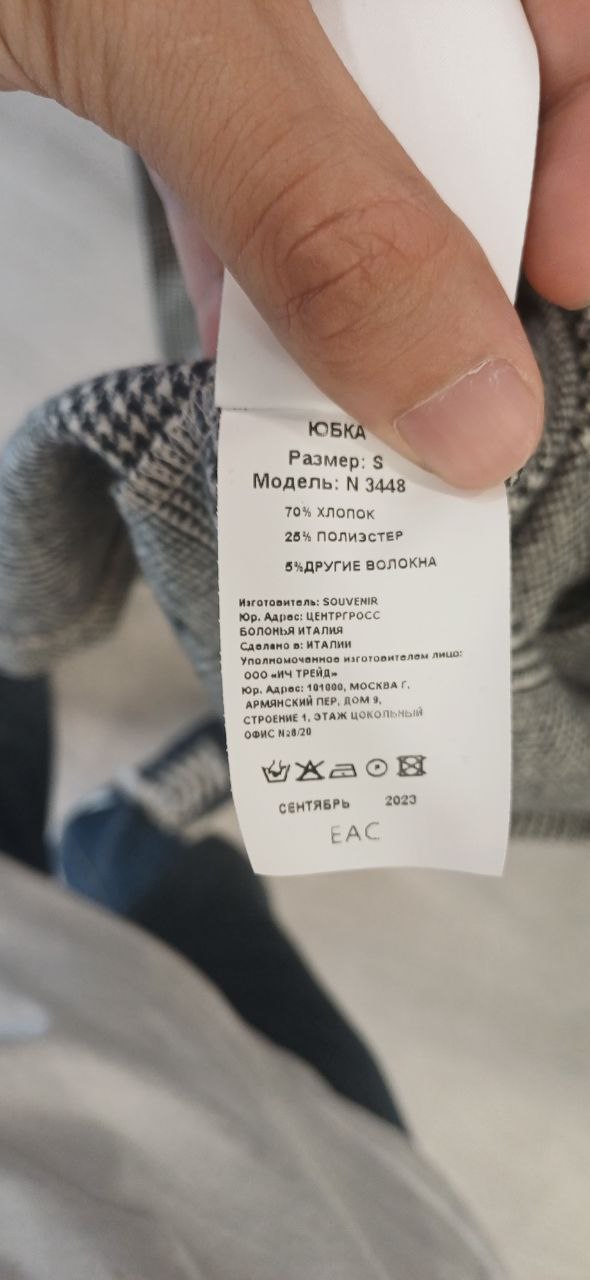 ЮБКА
Размер: S
Модель: N 3448
70% ХЛОПОК
25% ПОЛИЭСТЕР
5%ДРУГИЕ ВОЛОКНА
Изготовитель: SOUVENIR
Юр. Адрес: ЦЕНТРГРОСС
БОЛОНЬЯ ИТАЛИЯ
Сделано в: ИТАЛИИ
Уполномоченное изготовителем лицо:
ООО «ИЧ ТРЕЙД»
Юр. Адрес: 101000, МОСКВА Г,
АРМЯНСКИЙ ПЕР, ДОМ 9,
СТРОЕНИЕ 1, ЭТАЖ ЦОКОЛЬНЫЙ
ОФИС №28/20
СЕНТЯБРЬ 2023
EAC